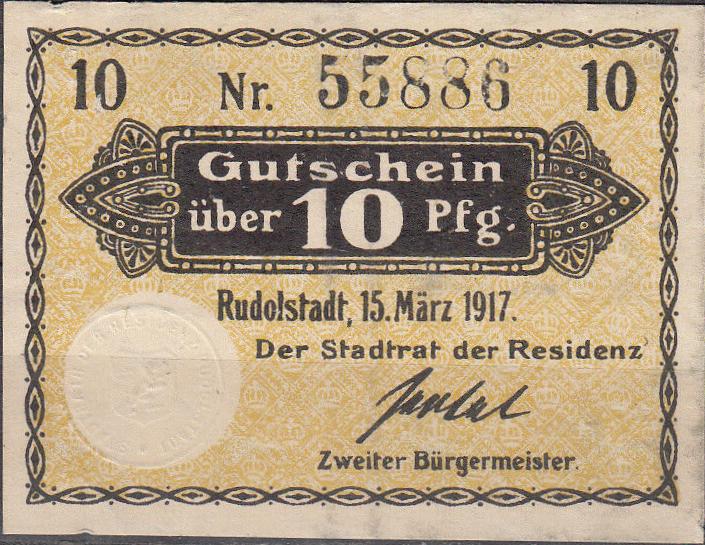 10 Nr. 55886 10
Gutschein
über 10 Pfg.
Rudolstadt, 15. März 1917.
Der Stadtrat der Residenz
Zweiter Bürgermeister.